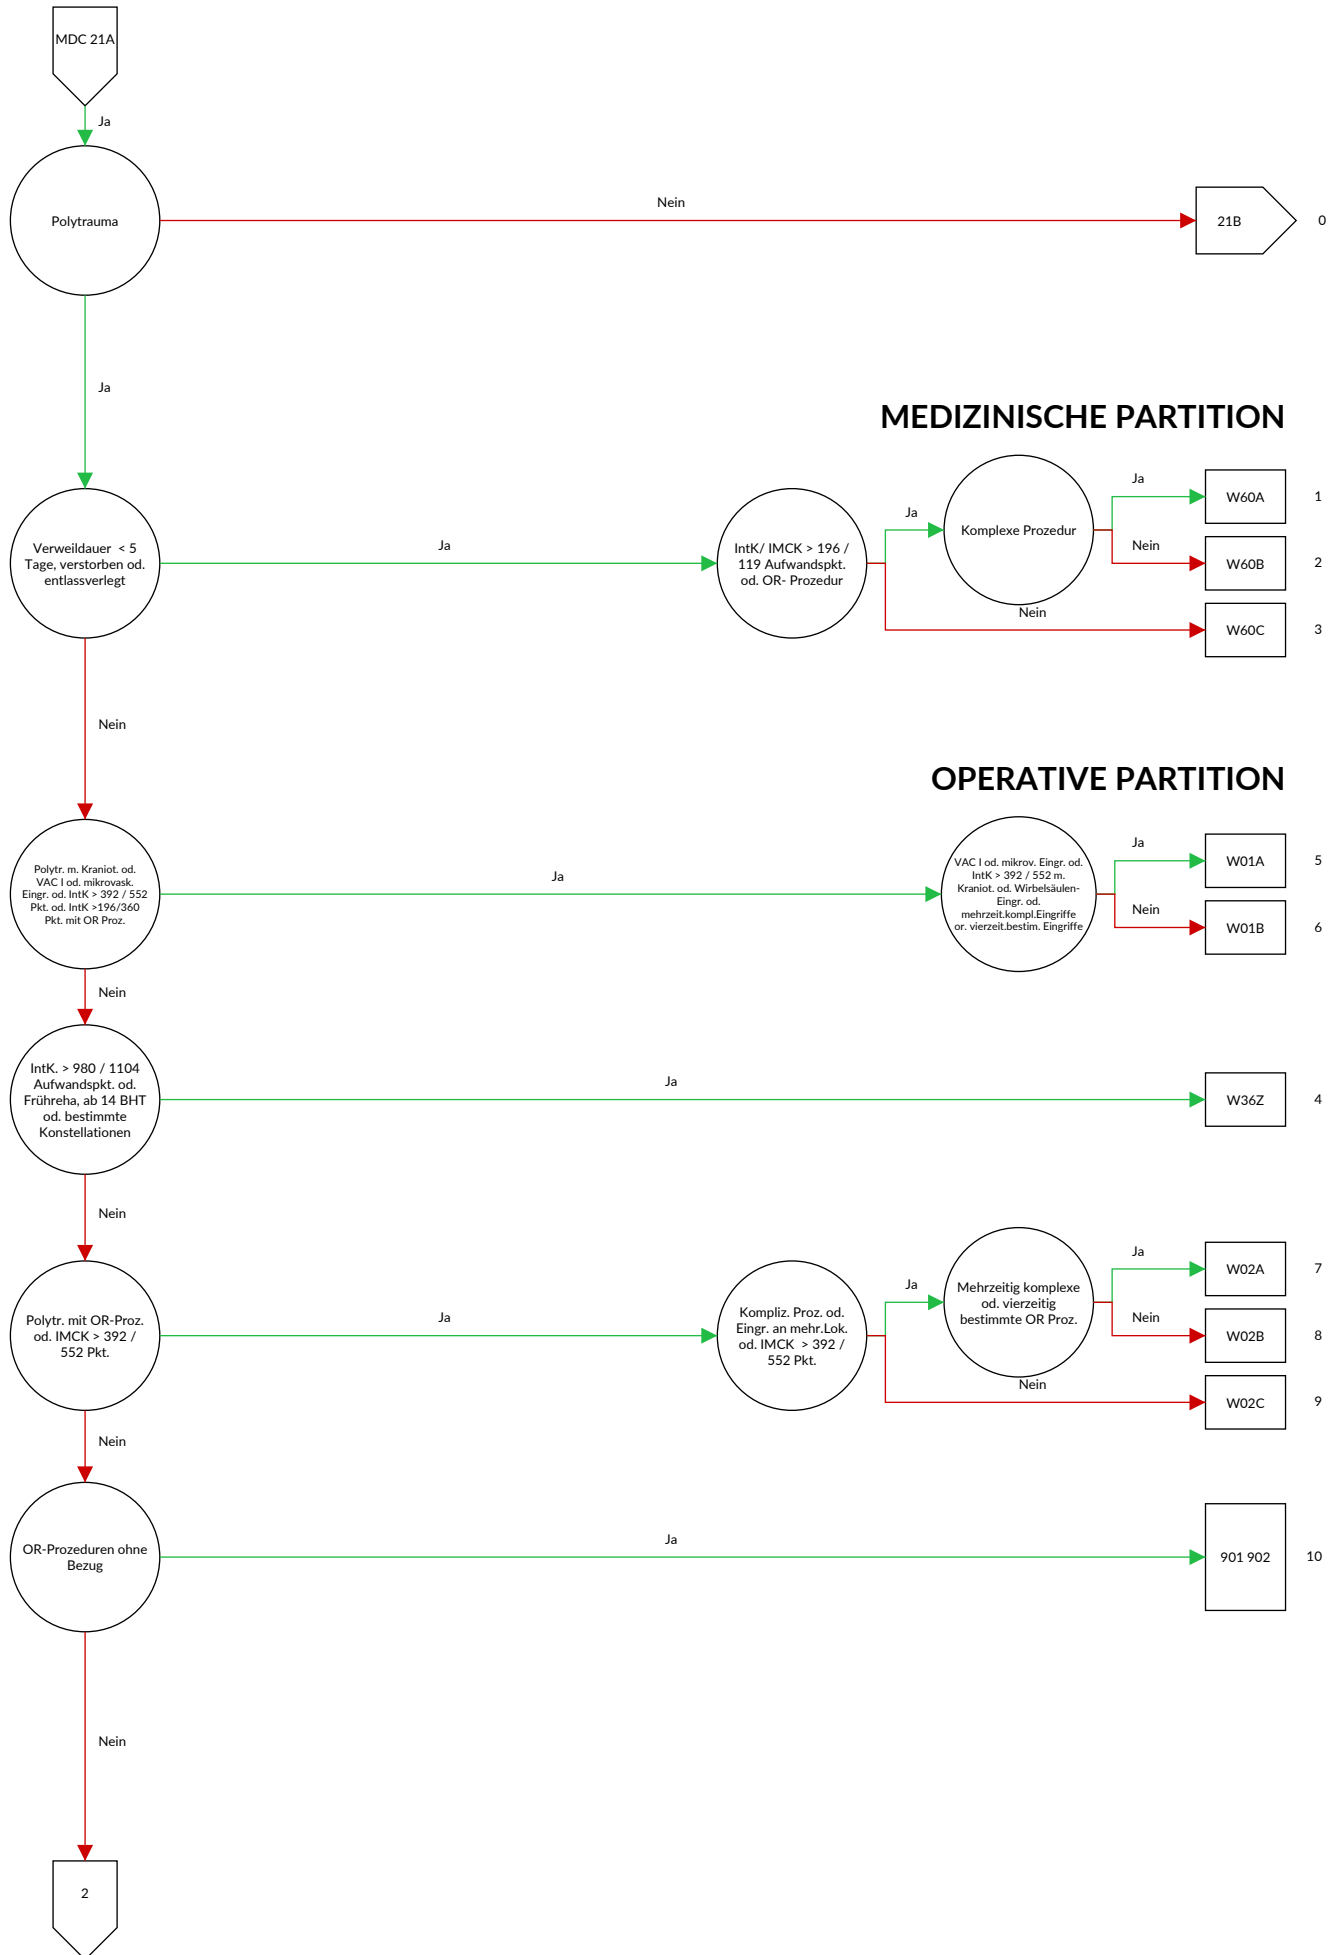 MDC 21A
Ja
Polytrauma
Nein
21B
0
Ja
MEDIZINISCHE PARTITION
Verweildauer < 5
Tage, verstorben od.
entlassverlegt
Ja
IntK/ IMCK > 196 /
119 Aufwandspkt.
od. OR- Prozedur
Ja
Komplexe Prozedur
Ja
W60A
1
Nein
W60B
2
Nein
W60C
3
Nein
OPERATIVE PARTITION
Polytr. m. Kraniot. od.
VAC I od. mikrovask.
Eingr. od. IntK > 392 / 552
Pkt. od. IntK >196/360
Pkt. mit OR Proz.
Ja
VAC I od. mikrov. Eingr. od.
IntK > 392 / 552 m.
Kraniot. od. Wirbelsäulen-
Eingr. od.
mehrzeit.kompl.Eingriffe
or. vierzeit.bestim. Eingriffe
Ja
W01A
5
Nein
W01B
6
Nein
IntK. > 980 / 1104
Aufwandspkt. od.
Frühreha, ab 14 BHT
od. bestimmte
Konstellationen
Ja
W36Z
4
Nein
Polytr. mit OR-Proz.
od. IMCK > 392 /
552 Pkt.
Ja
Kompliz. Proz. od.
Eingr. an mehr.Lok.
od. IMCK > 392 /
552 Pkt.
Ja
Mehrzeitig komplexe
od. vierzeitig
bestimmte OR Proz.
Ja
W02A
7
Nein
W02B
8
Nein
W02C
9
Nein
OR-Prozeduren ohne
Bezug
Ja
901 902
10
Nein
2